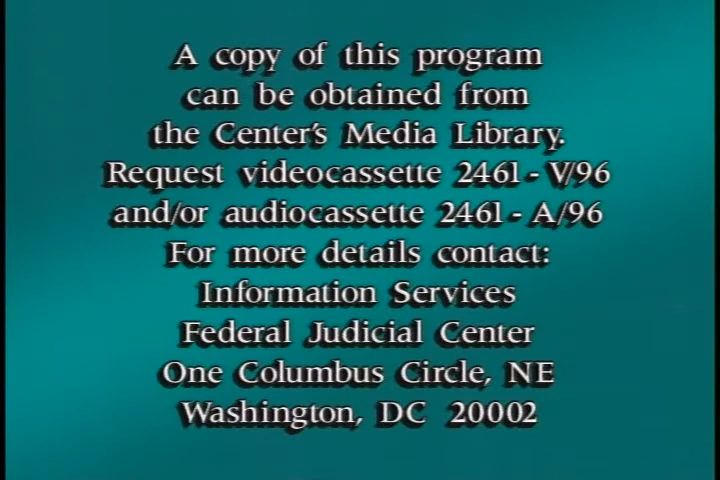 A copy of this program
can be obtained from
the Center's Media Library.
Request videocassette 2461 - V/96
and/or audiocassette 2461 - A/96
For more details contact:
Information Services
Federal Judicial Center
One Columbus Circle, NE
Washington, DC 20002